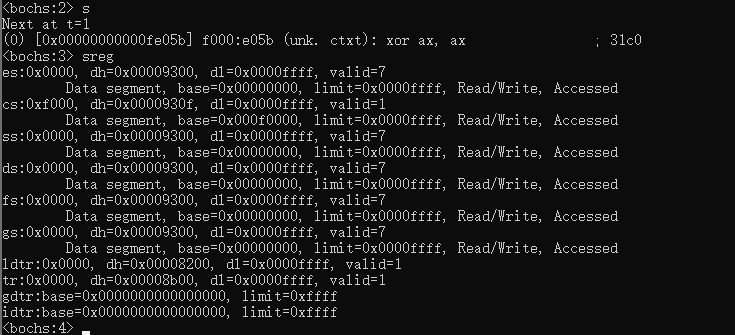 <bochs:2> s
Next at t=1
(0) [0x00000000000fe05b] f000:e05b (unk. ctxt): xor ax, ax ; 31c0
<bochs:3> sreg
es:0x0000, dh=0x00009300, dl=0x0000ffff, valid=7
Data segment, base=0x00000000, limit=0x0000ffff, Read/Write, Accessed
cs:0xf000, dh=0x0000930f, dl=0x0000ffff, valid=1
Data segment, base=0x000f0000, limit=0x0000ffff, Read/Write, Accessed
ss:0x0000, dh=0x00009300, dl=0x0000ffff, valid=7
Data segment, base=0x00000000, limit=0x0000ffff, Read/Write, Accessed
ds:0x0000, dh=0x00009300, dl=0x0000ffff, valid=7
Data segment, base=0x00000000, limit=0x0000ffff, Read/Write, Accessed
fs:0x0000, dh=0x00009300, dl=0x0000ffff, valid=7
Data segment, base=0x00000000, limit=0x0000ffff, Read/Write, Accessed
gs:0x0000, dh=0x00009300, dl=0x0000ffff, valid=7
Data segment, base=0x00000000, limit=0x0000ffff, Read/Write, Accessed
ldtr:0x0000, dh=0x00008200, dl=0x0000ffff, valid=1
tr:0x0000, dh=0x00008b00, dl=0x0000ffff, valid=1
gdtr:base=0x0000000000000000, limit=0xffff
idtr:base=0x0000000000000000, limit=0xffff
<bochs:4>